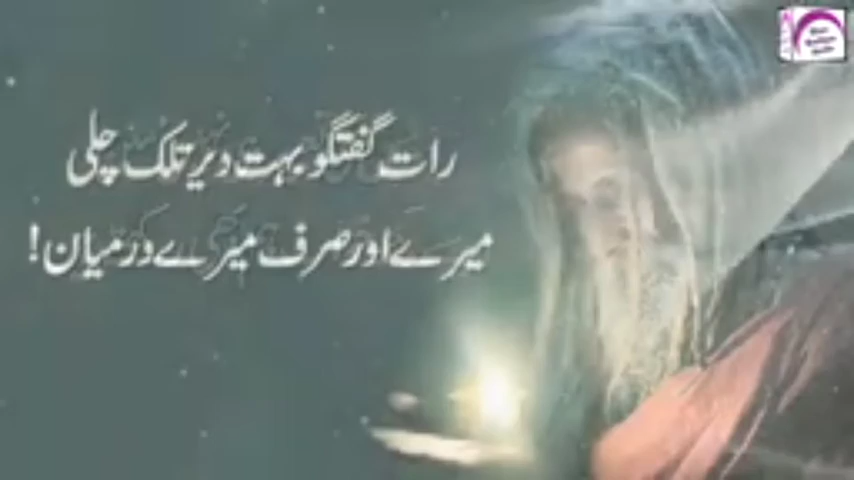 رات گفتگو بہت دیر تلک چلی
میرے اور صرف میرے درمیان!